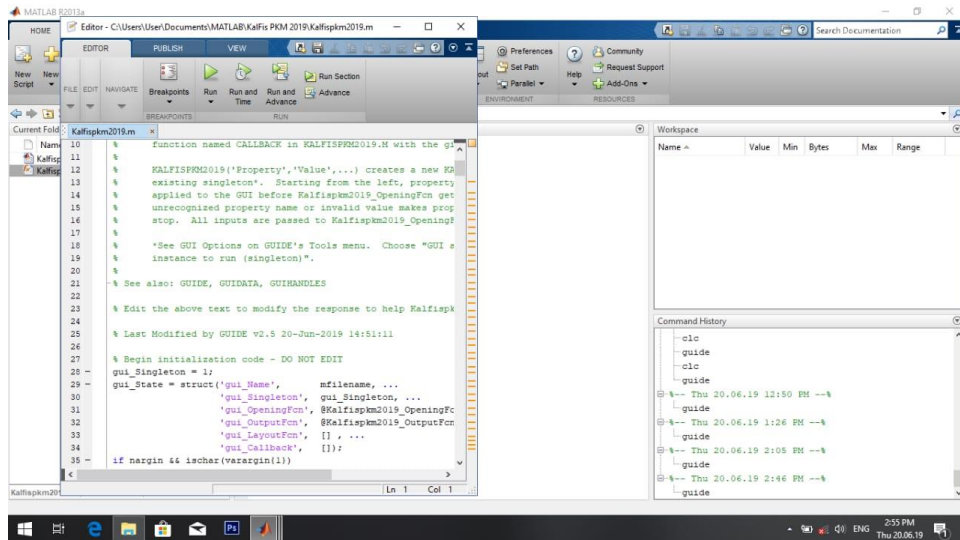 MATLAB R2013a
Editor - C:\Users\User\Documents\MATLAB\KalFis PKM 2019\Kalfispkm2019.m
HOME
EDITOR PUBLISH VIEW
Search Documentation
New Script
New
FILE EDIT NAVIGATE
Breakpoints
Run
Run and Time
Run and Advance
Run Section
Advance
BREAKPOINTS
RUN
Preferences
Set Path
Parallel
Help
Community
Request Support
Add-Ons
ENVIRONMENT
RESOURCES
Current Fold
Kalfispkm2019.m
Name
Kalfisp
Kalfisp
10 % function named CALLBACK in KALFISPKM2019.M with the gi
11 %
12 % KALFISPKM2019('Property','Value',...) creates a new KA
13 % existing singleton*. Starting from the left, property
14 % applied to the GUI before Kalfispkm2019_OpeningFcn get
15 % unrecognized property name or invalid value makes prop
16 % stop. All inputs are passed to Kalfispkm2019_OpeningF
17 %
18 % *See GUI Options on GUIDE's Tools menu. Choose "GUI a
19 % instance to run (singleton)".
20 %
21 % See also: GUIDE, GUIDATA, GUIHANDLES
22
23 % Edit the above text to modify the response to help Kalfispk
24
25 % Last Modified by GUIDE v2.5 20-Jun-2019 14:51:11
26
27 % Begin initialization code - DO NOT EDIT
28 gui_Singleton = 1;
29 gui_State = struct('gui_Name', mfilename, ...
30 'gui_Singleton', gui_Singleton, ...
31 'gui_OpeningFcn', @Kalfispkm2019_OpeningFc
32 'gui_OutputFcn', @Kalfispkm2019_OutputFcn
33 'gui_LayoutFcn', [] , ...
34 'gui_Callback', []);
35 if nargin && ischar(varargin{1})
Ln 1 Col 1
Kalfispkm20
Workspace
Name Value Min Bytes Max Range
Command History
clc
guide
clc
guide
%-- Thu 20.06.19 12:50 PM --%
guide
%-- Thu 20.06.19 1:26 PM --%
guide
%-- Thu 20.06.19 2:05 PM --%
guide
%-- Thu 20.06.19 2:46 PM --%
guide
Ps
ENG
2:55 PM
Thu 20.06.19